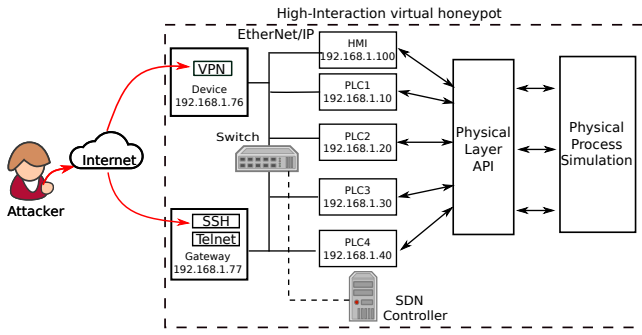 High-Interaction virtual honeypot
EtherNet/IP
VPN
Device
192.168.1.76
HMI
192.168.1.100
PLC1
192.168.1.10
Switch
PLC2
192.168.1.20
Physical
Layer
API
Physical
Process
Simulation
Internet
Attacker
PLC3
192.168.1.30
SSH
Telnet
Gateway
192.168.1.77
PLC4
192.168.1.40
SDN
Controller